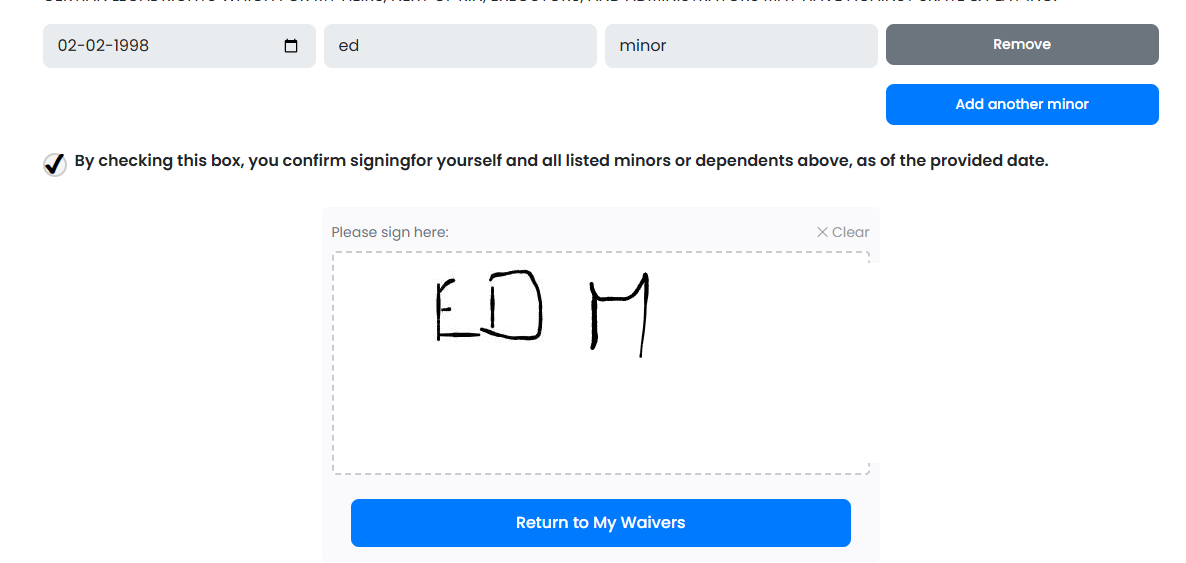 02-02-1998 ed minor Remove
Add another minor
By checking this box, you confirm signingfor yourself and all listed minors or dependents above, as of the provided date.
Please sign here: Clear
ED M
Return to My Waivers